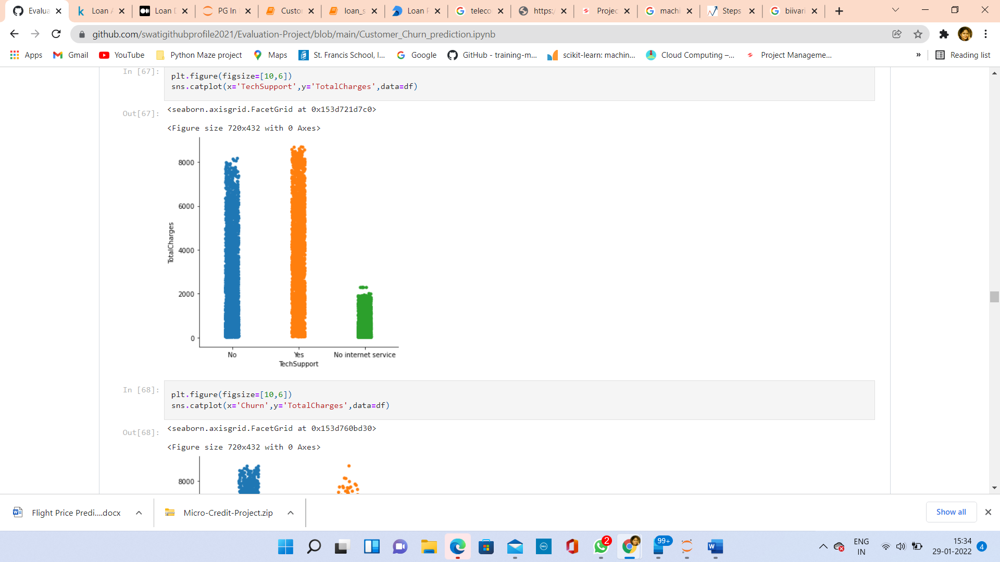 Evalua
Loan A
Loan D
PG In
Custo
loan_s
Loan P
teleco
https:/
Projec
machi
Steps
biivari
github.com/swatigithubprofile2021/Evaluation-Project/blob/main/Customer_Churn_prediction.ipynb
Apps
Gmail
YouTube
Python Maze project
Maps
St. Francis School, I...
Google
GitHub - training-m...
scikit-learn: machin...
Cloud Computing –...
Project Manageme...
»
Reading list
In [67]:
plt.figure(figsize=[10,6])
sns.catplot(x='TechSupport',y='TotalCharges',data=df)
Out[67]:
<seaborn.axisgrid.FacetGrid at 0x153d721d7c0>
<Figure size 720x432 with 0 Axes>
8000
6000
4000
2000
0
TotalCharges
No
Yes
No internet service
TechSupport
In [68]:
plt.figure(figsize=[10,6])
sns.catplot(x='Churn',y='TotalCharges',data=df)
Out[68]:
<seaborn.axisgrid.FacetGrid at 0x153d760bd30>
<Figure size 720x432 with 0 Axes>
8000
Flight Price Predi....docx
Micro-Credit-Project.zip
Show all
2
99+
ENG
IN
15:34
29-01-2022
4